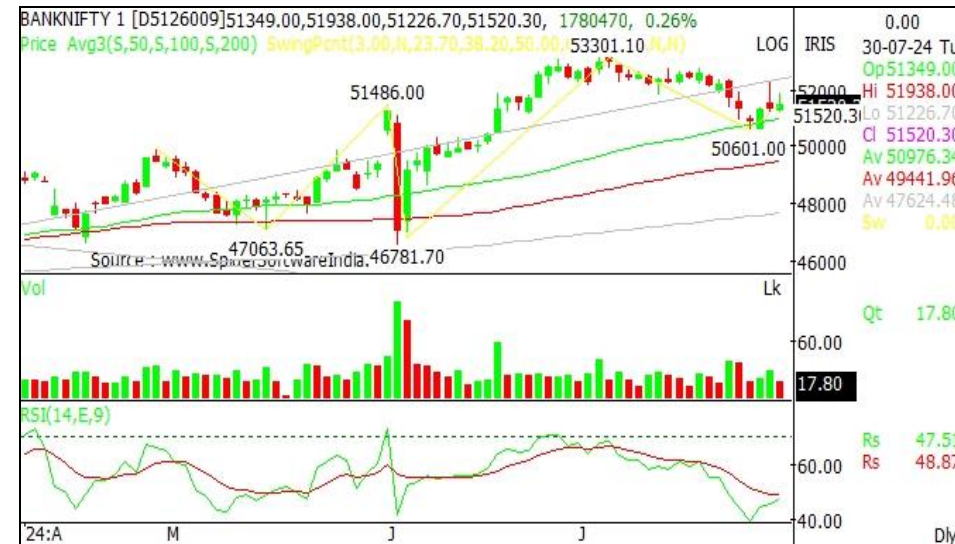 BANKNIFTY 1 [D5126009]51349.00,51938.00,51226.70,51520.30, 1780470, 0.26%
Price Avg3(S,50,S,100,S,200) SwingPcnt(3.00,N,23.70,38.20,50.00, N,N) LOG IRIS
0.00
30-07-24 Tu
Op51349.00
Hi 51938.00
Lo 51226.70
Cl 51520.30
Av 50976.34
Av 49441.96
Av 47624.48
Sw 0.00
53301.10
51486.00
50601.00
47063.65
46781.70
52000
51520.30
50000
48000
46000
Source : www.SpiderSoftwareIndia.
Vol Lk
Qt 17.80
60.00
17.80
RSI(14,E,9)
Rs 47.51
Rs 48.87
60.00
40.00
'24:A M J J Dly